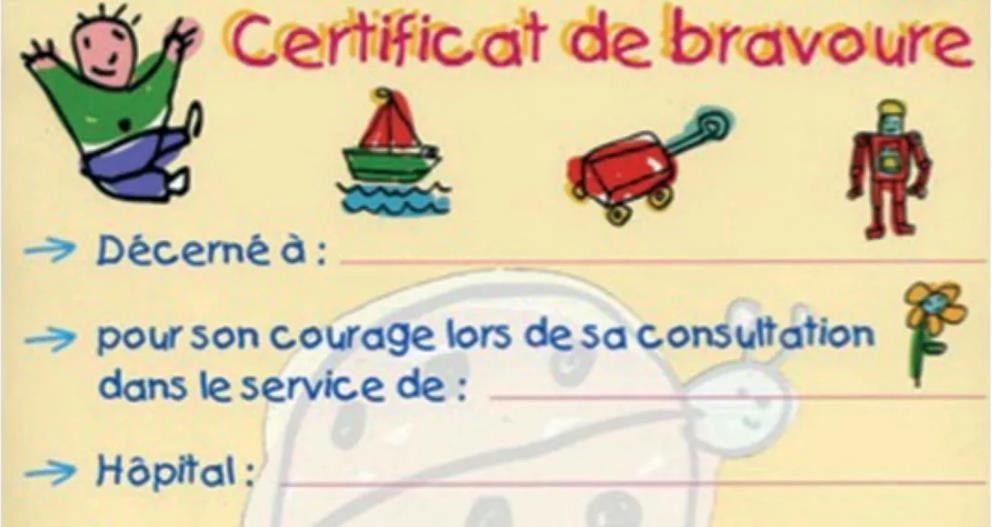 Certificat de bravoure
Décerné à :
pour son courage lors de sa consultation
dans le service de :
Hôpital :